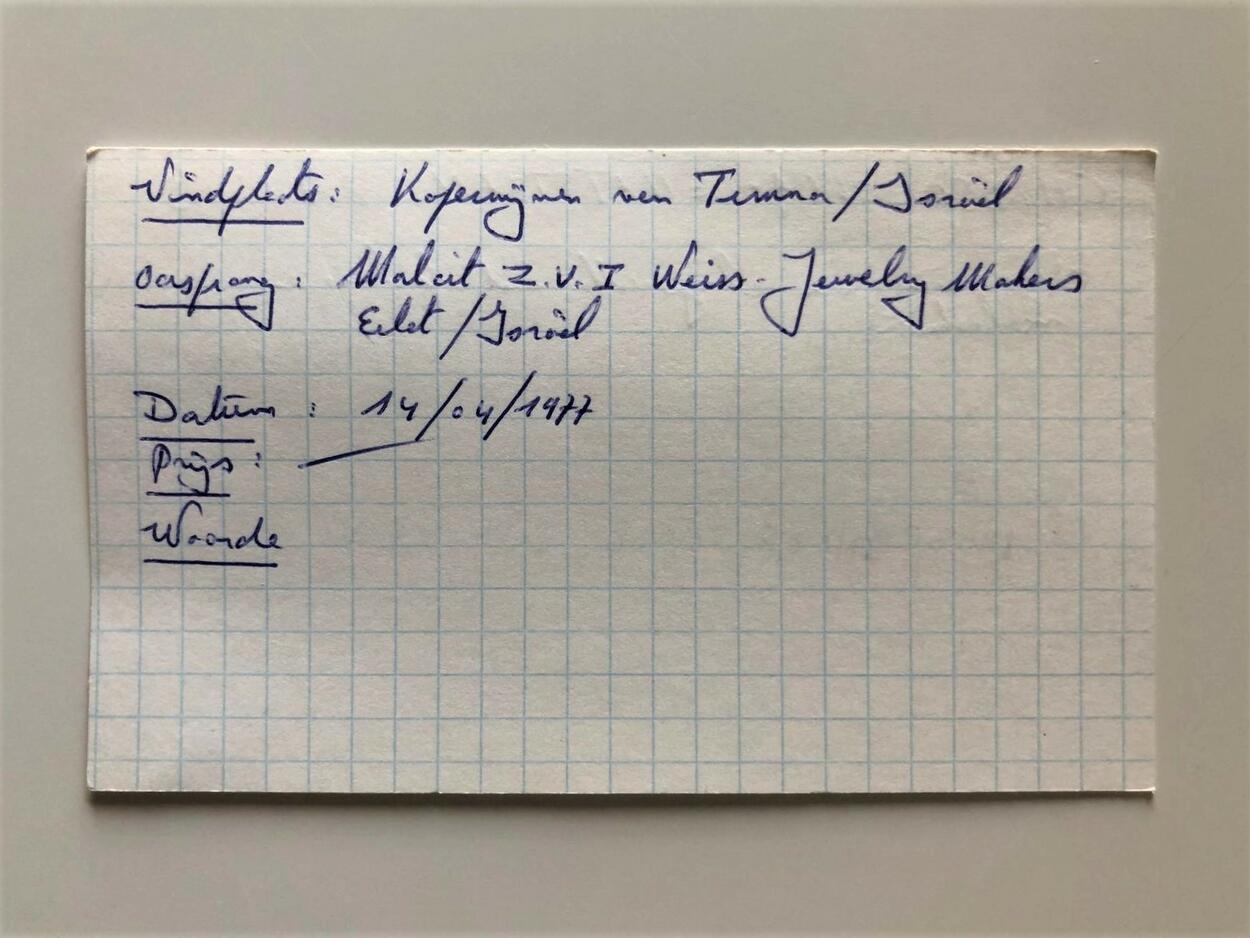 Vindplaats: Kopermijnen van Timna/Israël
Oorsprong: Malcit Z.V.I Weiss-Jewelry Makers
Eilat/Israël
Datum : 14/04/1977
Prijs: —
Waarde